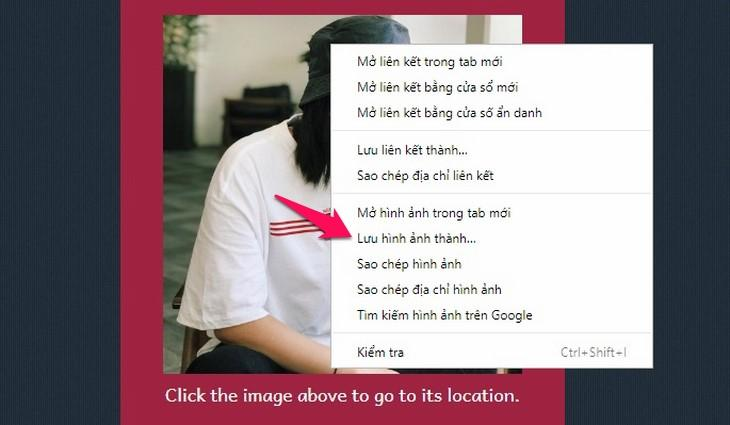 Mở liên kết trong tab mới
Mở liên kết bằng cửa sổ mới
Mở liên kết bằng cửa sổ ẩn danh
Lưu liên kết thành...
Sao chép địa chỉ liên kết
Mở hình ảnh trong tab mới
Lưu hình ảnh thành...
Sao chép hình ảnh
Sao chép địa chỉ hình ảnh
Tìm kiếm hình ảnh trên Google
Kiểm tra Ctrl+Shift+I
Click the image above to go to its location.